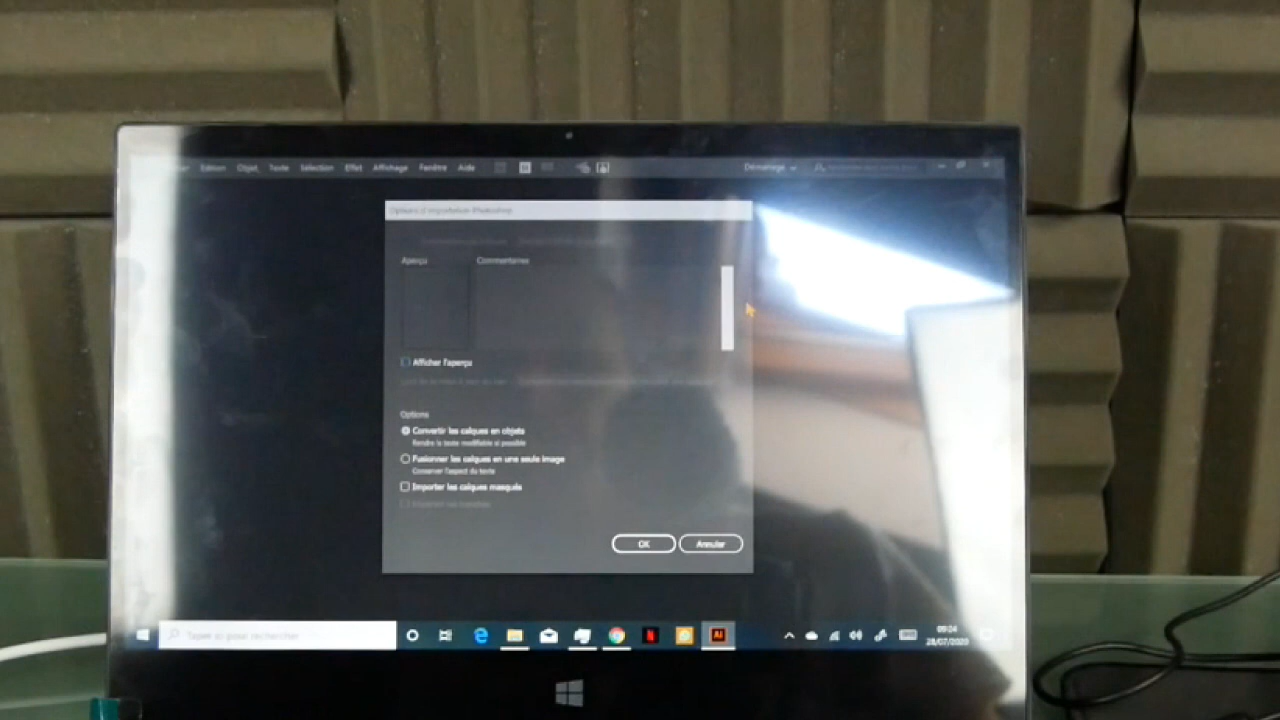 Edition Objet Texte Sélection Effet Affichage Fenêtre Aide
Démarrage
Options d'importation Photoshop
Aperçu Commentaires
Afficher l'aperçu
Options
Convertir les calques en objets
Rendre le texte modifiable si possible
Fusionner les calques en une seule image
Conserver l'aspect du texte
Importer les calques masqués
OK Annuler
Taper ici pour rechercher
Ai
09:24
28/07/2020